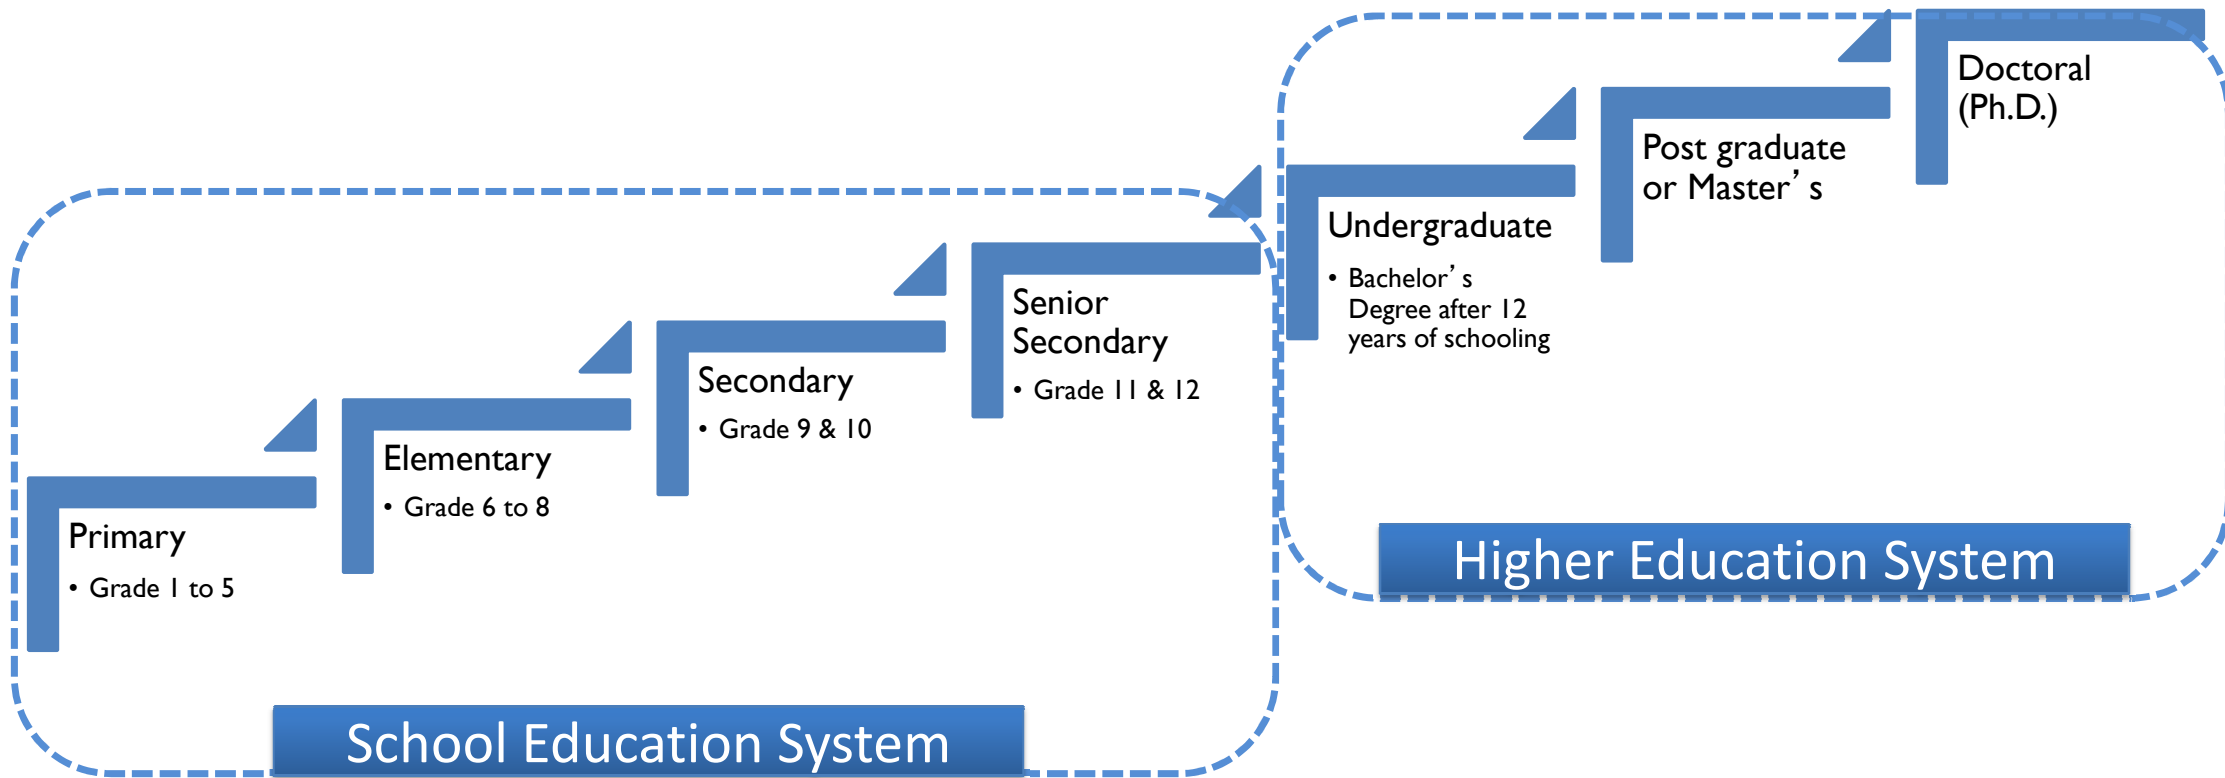 Primary
• Grade 1 to 5
Elementary
• Grade 6 to 8
Secondary
• Grade 9 & 10
Senior
Secondary
• Grade 11 & 12
School Education System
Undergraduate
• Bachelor’s
Degree after 12
years of schooling
Post graduate
or Master’s
Doctoral
(Ph.D.)
Higher Education System